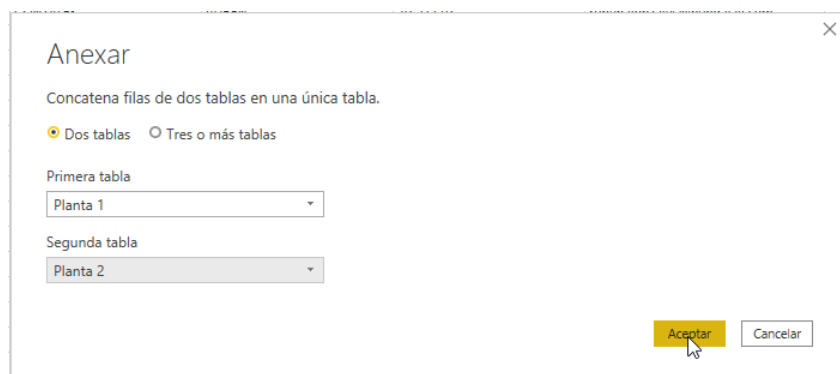 Anexar
Concatena filas de dos tablas en una única tabla.
Dos tablas Tres o más tablas
Primera tabla
Planta 1
Segunda tabla
Planta 2
Aceptar Cancelar